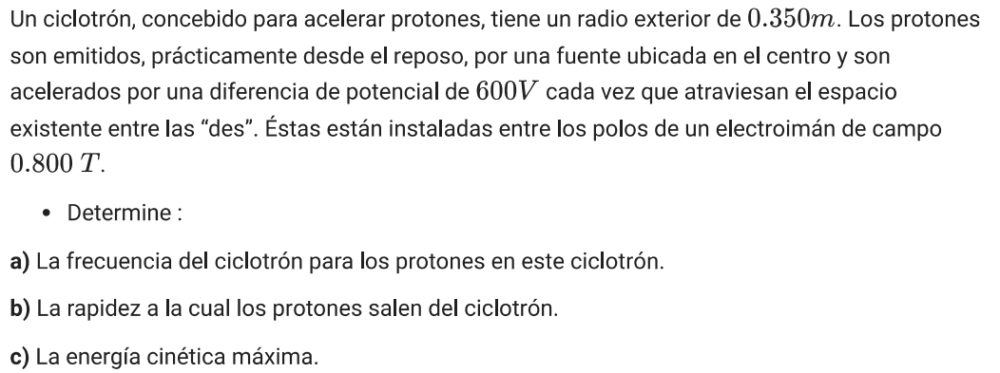 Un ciclotrón, concebido para acelerar protones, tiene un radio exterior de 0.350m. Los protones
son emitidos, prácticamente desde el reposo, por una fuente ubicada en el centro y son
acelerados por una diferencia de potencial de 600V cada vez que atraviesan el espacio
existente entre las “des”. Éstas están instaladas entre los polos de un electroimán de campo
0.800 T.
• Determine :
a) La frecuencia del ciclotrón para los protones en este ciclotrón.
b) La rapidez a la cual los protones salen del ciclotrón.
c) La energía cinética máxima.